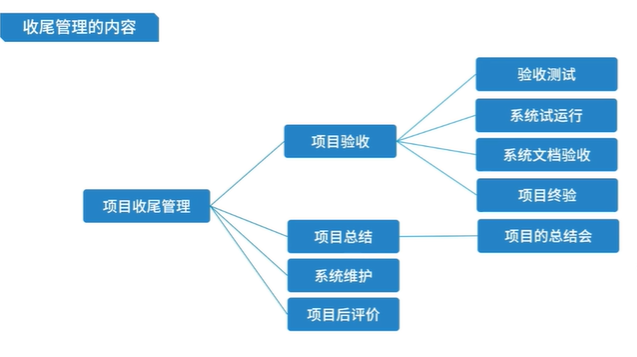 收尾管理的内容
验收测试
系统试运行
项目验收
系统文档验收
项目终验
项目收尾管理
项目总结
项目的总结会
系统维护
项目后评价